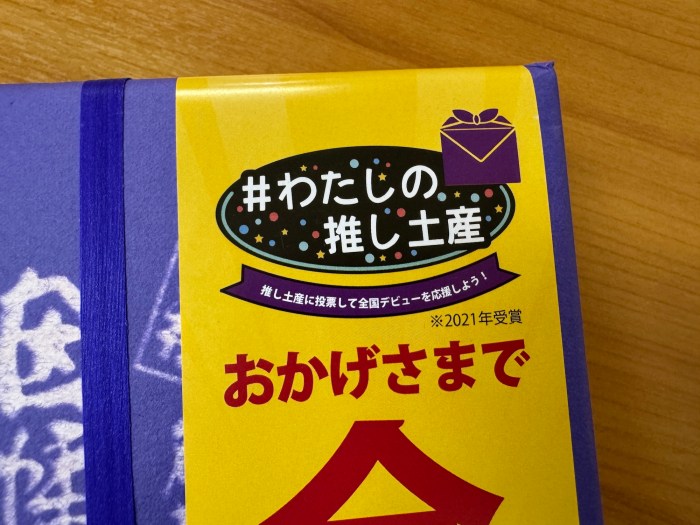 #わたしの
推し土産
推し土産に投票して全国デビューを応援しよう！
※2021年受賞
おかげさまで